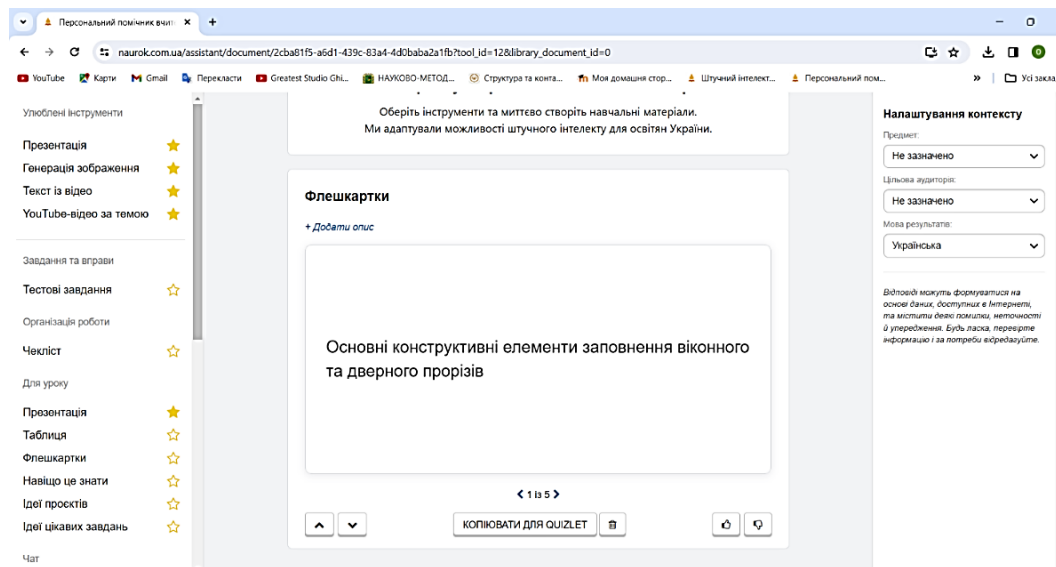 Персональний помічник вчит
naurok.com.ua/assistant/document/2cba81f5-a6d1-439c-83a4-4d0baba2a1fb?tool_id=12&library_document_id=0
YouTube Карти Gmail Перекласти Greatest Studio Ghi... НАУКОВО-МЕТОД... Структура та конта... Моя домашня стор... Штучний інтелект... Персональний пом... » Усі закла
Улюблені інструменти
Презентація
Генерація зображення
Текст із відео
YouTube-відео за темою
Завдання та вправи
Тестові завдання
Організація роботи
Чекліст
Для уроку
Презентація
Таблиця
Флешкартки
Навіщо це знати
Ідеї проєктів
Ідеї цікавих завдань
Чат
Оберіть інструменти та миттєво створіть навчальні матеріали.
Ми адаптували можливості штучного інтелекту для освітян України.
Флешкартки
+ Додати опис
Основні конструктивні елементи заповнення віконного
та дверного прорізів
1 із 5
КОПІЮВАТИ ДЛЯ QUIZLET
Налаштування контексту
Предмет:
Не зазначено
Цільова аудиторія:
Не зазначено
Мова результатів:
Українська
Відповіді можуть формуватися на
основі даних, доступних в Інтернеті,
та містити деякі помилки, неточності
й упередження. Будь ласка, перевірте
інформацію і за потреби відредагуйте.